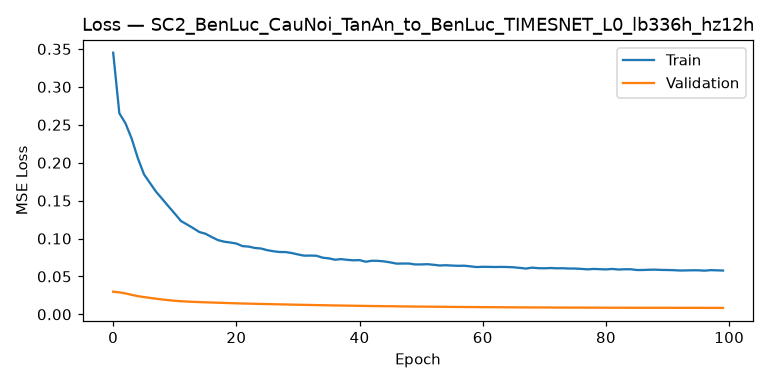 Loss — SC2_BenLuc_CauNoi_TanAn_to_BenLuc_TIMESNET_L0_lb336h_hz12h
0.35
0.30
0.25
0.20
0.15
0.10
0.05
0.00
MSE Loss
Train
Validation
0 20 40 60 80 100
Epoch